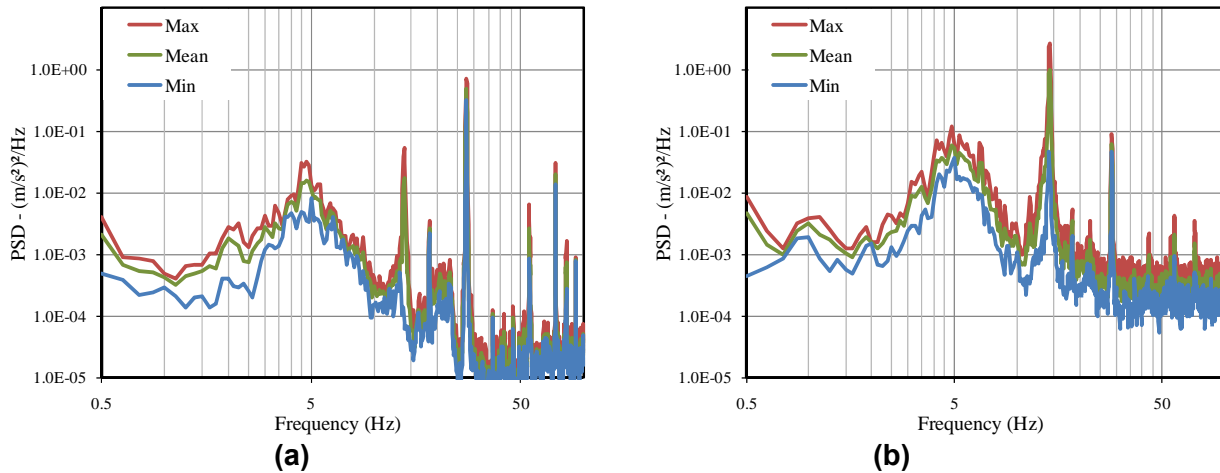 Max
Mean
Min
1.0E+00
1.0E-01
1.0E-02
1.0E-03
1.0E-04
1.0E-05
PSD - (m/s²)²/Hz
0.5
5
50
Frequency (Hz)
(a)
Max
Mean
Min
1.0E+00
1.0E-01
1.0E-02
1.0E-03
1.0E-04
1.0E-05
PSD - (m/s²)²/Hz
0.5
5
50
Frequency (Hz)
(b)